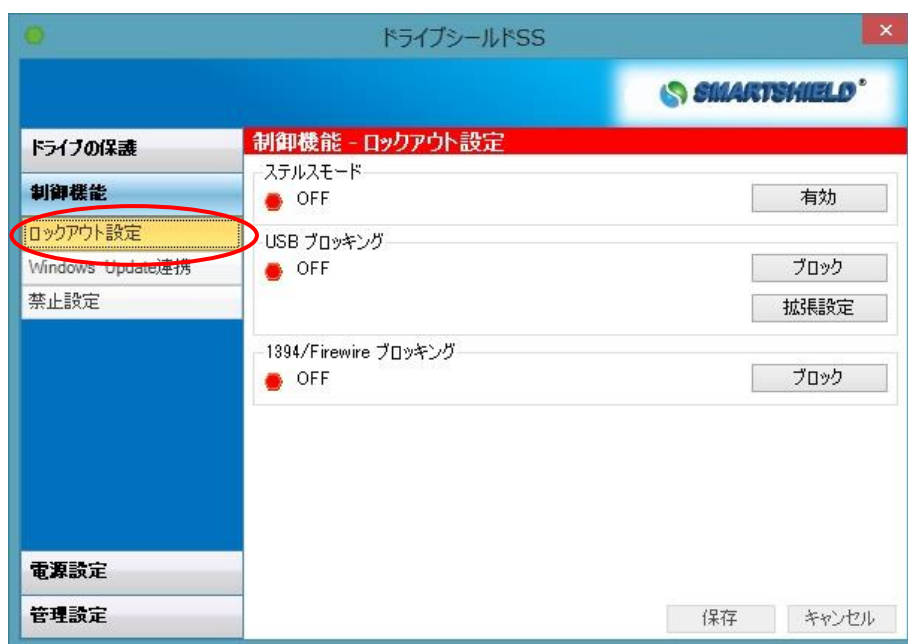 ドライブシールドSS
SMARTSHIELD®
ドライブの保護
制御機能
ロックアウト設定
Windows Update連携
禁止設定
電源設定
管理設定
制御機能 - ロックアウト設定
ステルスモード
OFF
有効
USB ブロッキング
OFF
ブロック
拡張設定
1394/Firewire ブロッキング
OFF
ブロック
保存
キャンセル